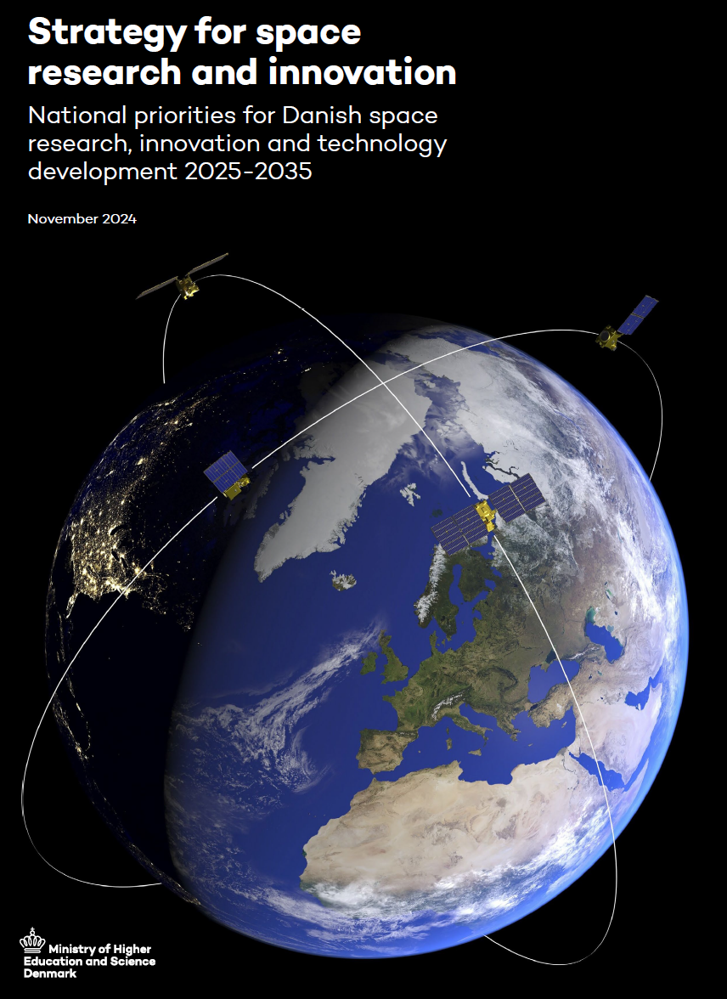 Strategy for space
research and innovation
National priorities for Danish space
research, innovation and technology
development 2025-2035
November 2024
Ministry of Higher
Education and Science
Denmark